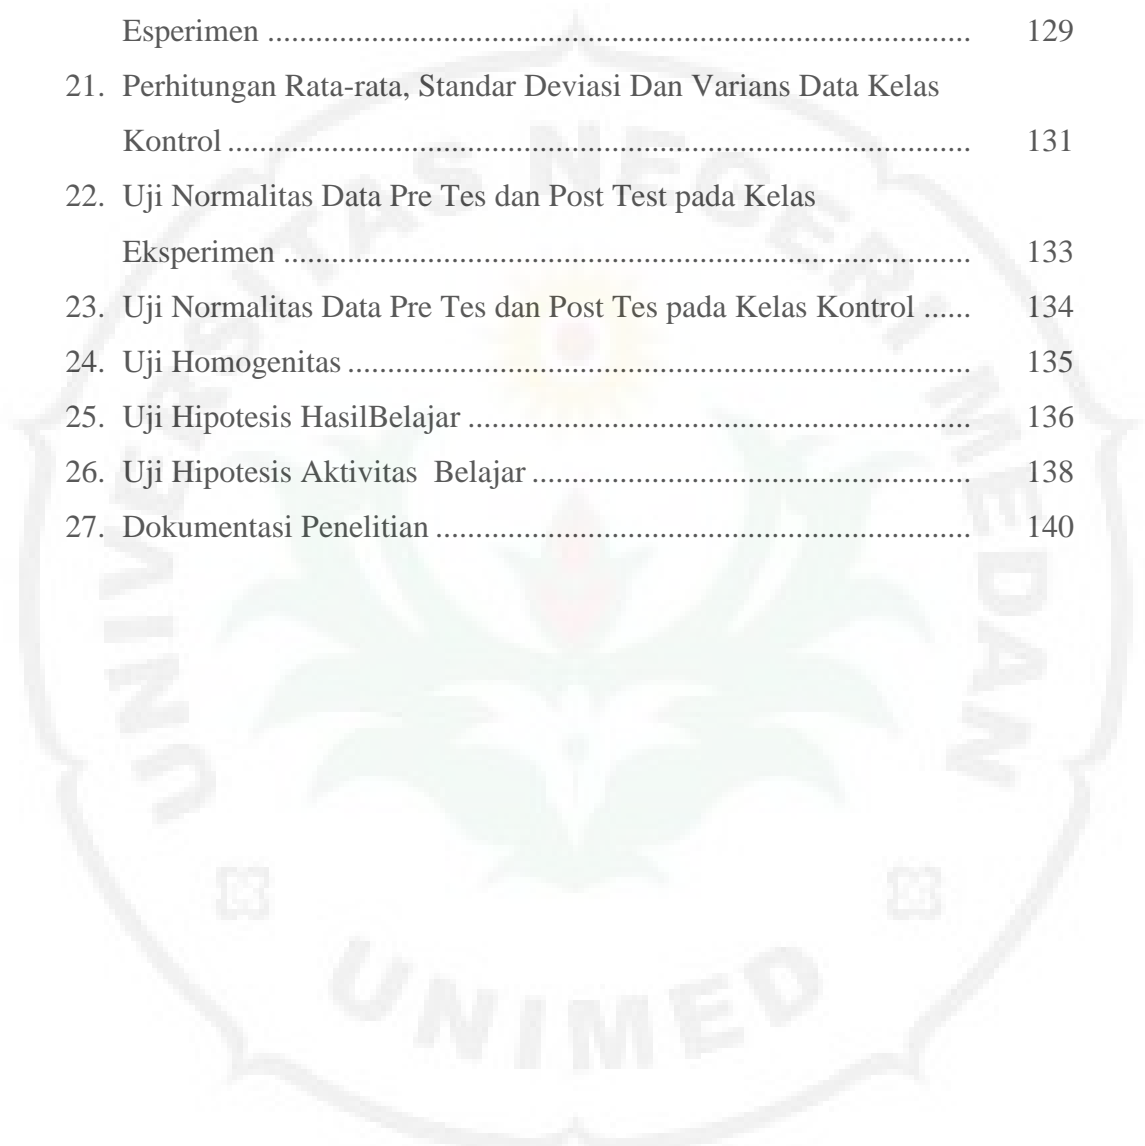 Esperimen ........................................................................................ 129
21. Perhitungan Rata-rata, Standar Deviasi Dan Varians Data Kelas
Kontrol ............................................................................................. 131
22. Uji Normalitas Data Pre Tes dan Post Test pada Kelas
Eksperimen ...................................................................................... 133
23. Uji Normalitas Data Pre Tes dan Post Tes pada Kelas Kontrol ...... 134
24. Uji Homogenitas .............................................................................. 135
25. Uji Hipotesis HasilBelajar ............................................................... 136
26. Uji Hipotesis Aktivitas  Belajar ....................................................... 138
27. Dokumentasi Penelitian ................................................................... 140
UNIVERSITAS NEGERI MEDAN
UNIMED